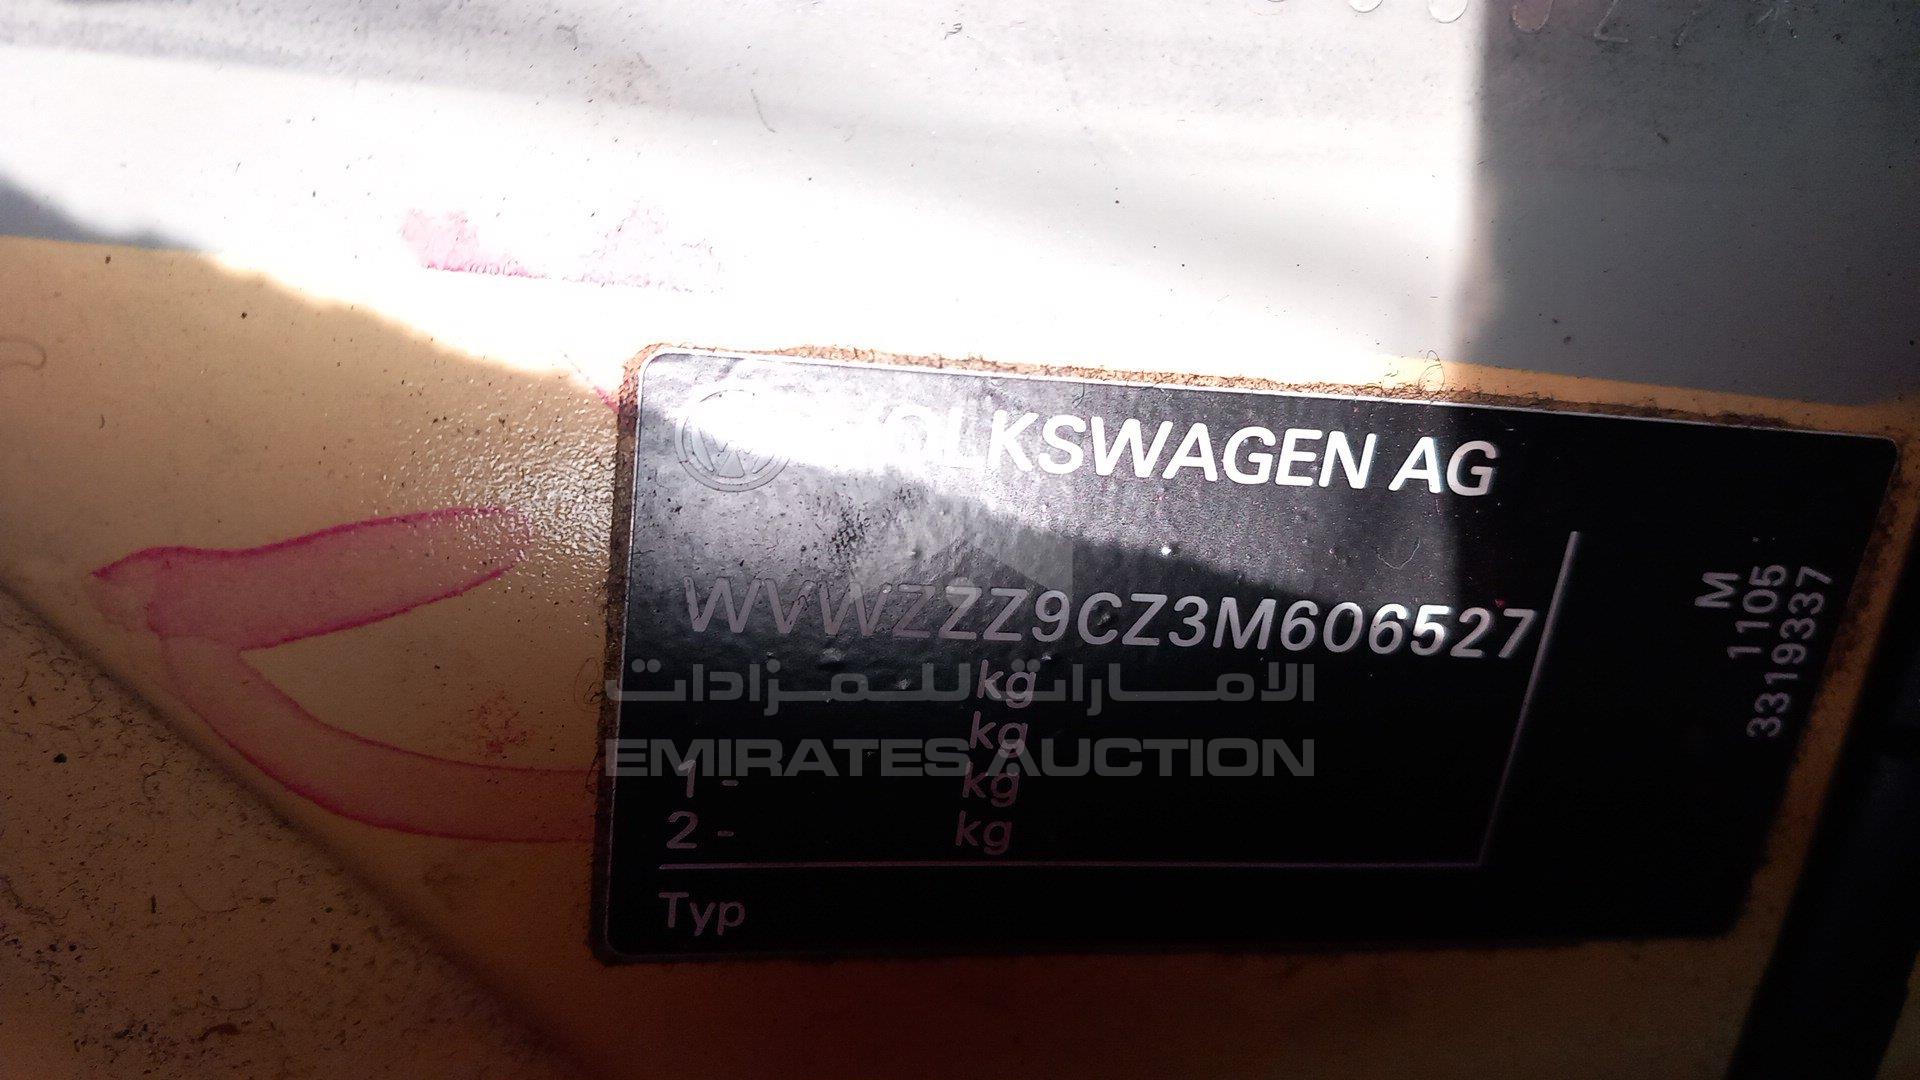 VOLKSWAGEN AG
WVWZZZ9CZ3M606527
kg
kg
1 - kg
2 - kg
Typ
M
1105
3319337
الامارات للمزادات
EMIRATES AUCTION